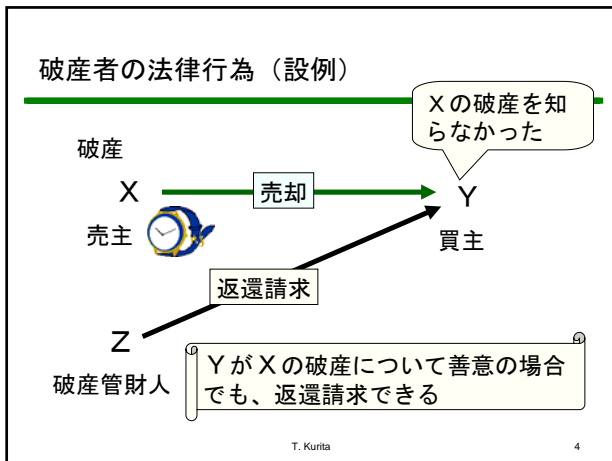 破産者の法律行為（設例）
Xの破産を知
らなかった
破産
X
売却
Y
売主
買主
返還請求
Z
破産管財人
YがXの破産について善意の場合
でも、返還請求できる
T. Kurita
4